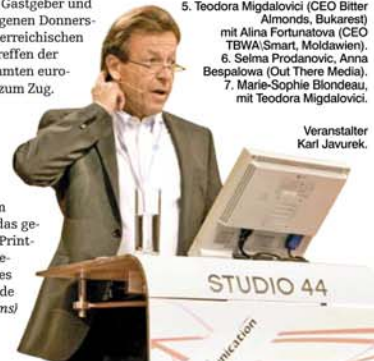 Gastgeber und
genen Donners-
erreichischen
reffen der
amten euro-
zum Zug.
das ge-
Print-
e-
es
de
ns)
5. Teodora Migdalovici (CEO Bitter
Almonds, Bukarest)
mit Alina Fortunatova (CEO
TBWA\Smart, Moldawien).
6. Selma Prodanovic, Anna
Bespalowa (Out There Media).
7. Marie-Sophie Blondeau,
mit Teodora Migdalovici.
Veranstalter
Karl Javurek.
STUDIO 44
unication